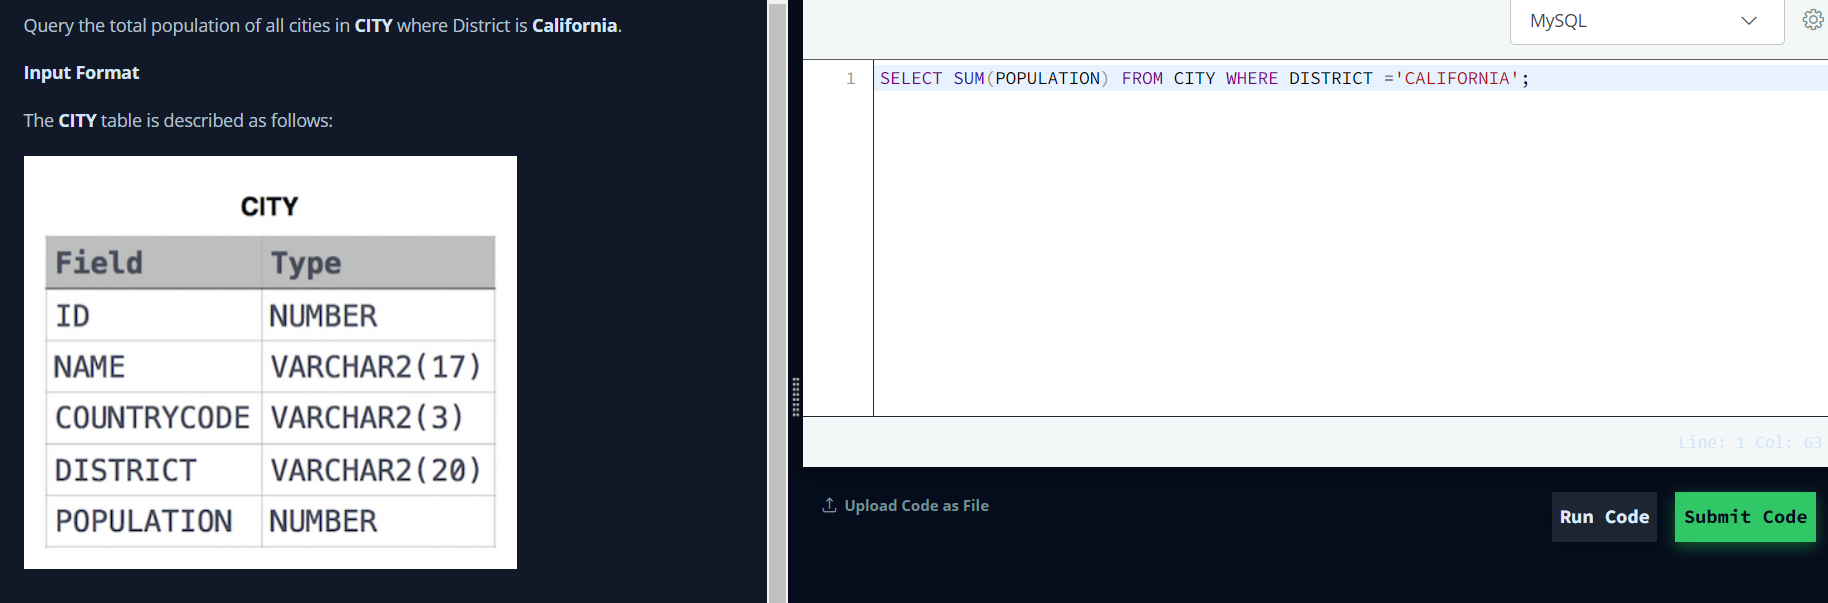 Query the total population of all cities in CITY where District is California.
Input Format
The CITY table is described as follows:
CITY
Field Type
ID NUMBER
NAME VARCHAR2(17)
COUNTRYCODE VARCHAR2(3)
DISTRICT VARCHAR2(20)
POPULATION NUMBER
MySQL
1 SELECT SUM(POPULATION) FROM CITY WHERE DISTRICT ='CALIFORNIA';
Line: 1 Col: 63
Upload Code as File
Run Code
Submit Code